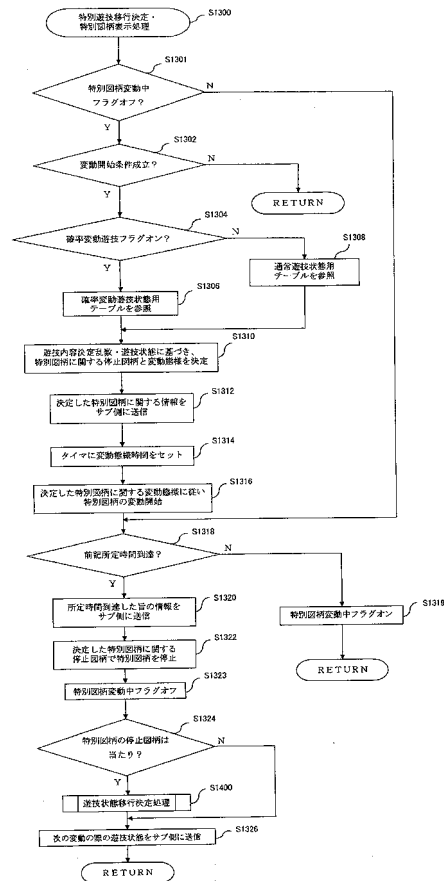 特別遊技移行決定・
特別図柄表示処理
S1300
S1301
特別図柄変動中
フラグオフ?
N
Y
S1302
変動開始条件成立?
N
Y
RETURN
S1304
確率変動遊技フラグオン?
N
Y
S1308
通常遊技状態用
テーブルを参照
S1306
確率変動遊技状態用
テーブルを参照
S1310
遊技内容決定乱数・遊技状態に基づき、
特別図柄に関する停止図柄と変動態様を決定
S1312
決定した特別図柄に関する情報を
サブ側に送信
S1314
タイマに変動態様時間をセット
S1316
決定した特別図柄に関する変動態様に従い
特別図柄の変動開始
S1318
前記所定時間到達?
N
Y
S1320
所定時間到達した旨の情報を
サブ側に送信
S1319
特別図柄変動中フラグオン
S1322
決定した特別図柄に関する
停止図柄で特別図柄を停止
RETURN
S1323
特別図柄変動中フラグオフ
S1324
特別図柄の停止図柄は
当たり?
N
Y
S1400
遊技状態移行決定処理
S1326
次の変動の際の遊技状態をサブ側に送信
RETURN